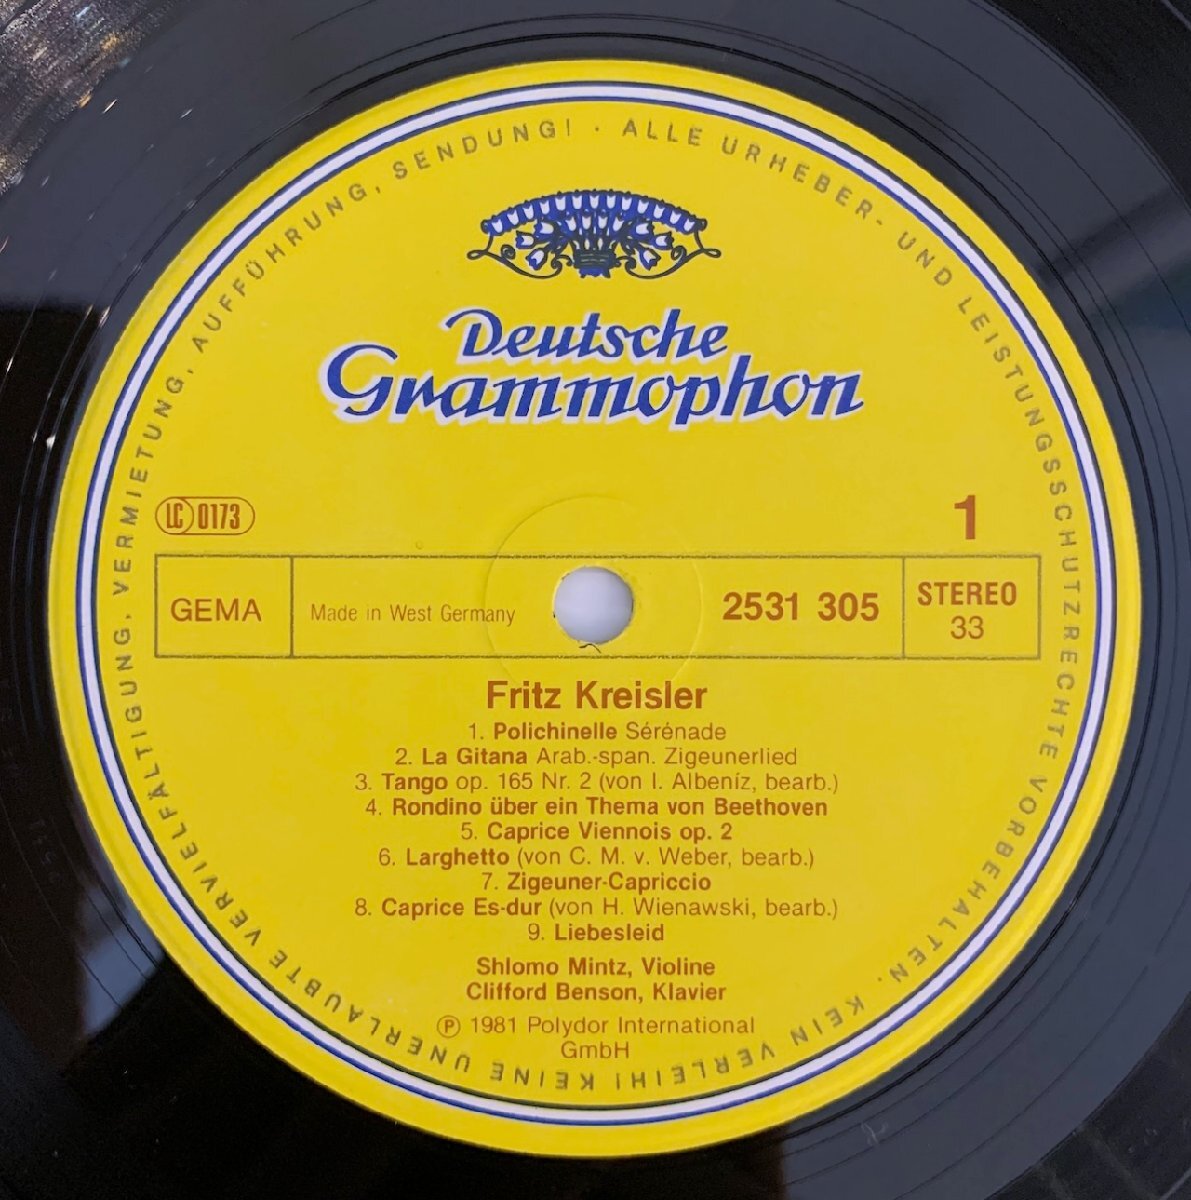 ALLE URHEBER- UND LEISTUNGSSCHUTZRECHTE VORBEHALTEN. KEIN VERLEIH! KEINE UNERLAUBTE VERVIELFÄLTIGUNG, VERMIETUNG, AUFFÜHRUNG, SENDUNG! ·
Deutsche
Grammophon
LC 0173
1
GEMA
Made in West Germany
2531 305
STEREO
33
Fritz Kreisler
1. Polichinelle Sérénade
2. La Gitana Arab.-span. Zigeunerlied
3. Tango op. 165 Nr. 2 (von I. Albeníz, bearb.)
4. Rondino über ein Thema von Beethoven
5. Caprice Viennois op. 2
6. Larghetto (von C. M. v. Weber, bearb.)
7. Zigeuner-Capriccio
8. Caprice Es-dur (von H. Wienawski, bearb.)
9. Liebesleid
Shlomo Mintz, Violine
Clifford Benson, Klavier
Ⓟ 1981 Polydor International
GmbH